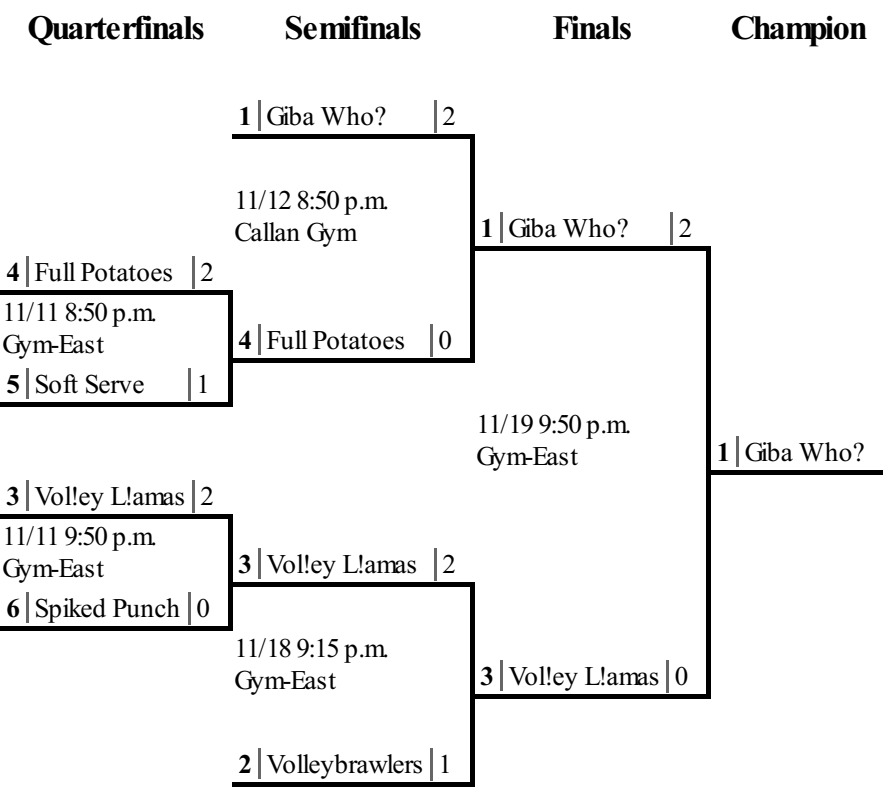 Quarterfinals Semifinals Finals Champion
1 Giba Who? 2
11/12 8:50 p.m.
Callan Gym
1 Giba Who? 2
4 Full Potatoes 2
11/11 8:50 p.m.
Gym-East
4 Full Potatoes 0
5 Soft Serve 1
11/19 9:50 p.m.
Gym-East
1 Giba Who?
3 Vol!ey L!amas 2
11/11 9:50 p.m.
Gym-East
3 Vol!ey L!amas 2
6 Spiked Punch 0
11/18 9:15 p.m.
Gym-East
3 Vol!ey L!amas 0
2 Volleybrawlers 1